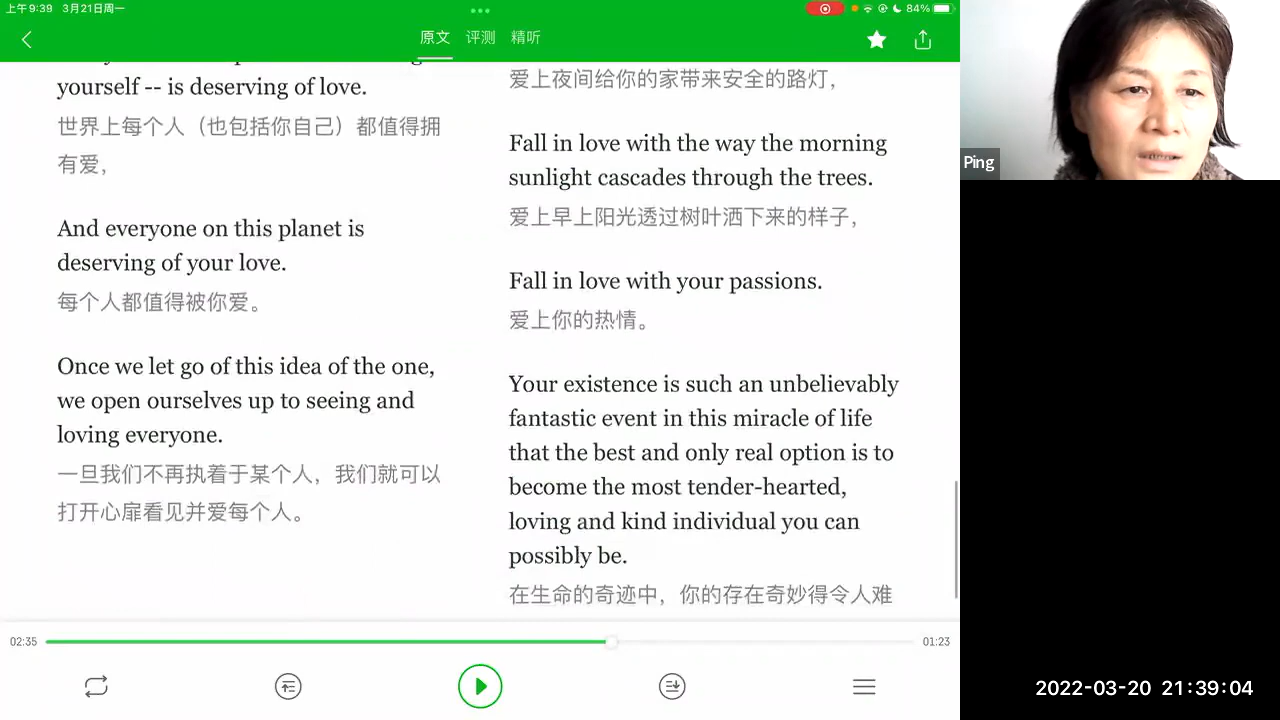 上午9:39 3月21日周一
84%
原文 评测 精听
yourself -- is deserving of love.
世界上每个人（也包括你自己）都值得拥
有爱，
And everyone on this planet is
deserving of your love.
每个人都值得被你爱。
Once we let go of this idea of the one,
we open ourselves up to seeing and
loving everyone.
一旦我们不再执着于某个人，我们就可以
打开心扉看见并爱每个人。
爱上夜间给你的家带来安全的路灯，
Fall in love with the way the morning
sunlight cascades through the trees.
爱上早上阳光透过树叶洒下来的样子，
Fall in love with your passions.
爱上你的热情。
Your existence is such an unbelievably
fantastic event in this miracle of life
that the best and only real option is to
become the most tender-hearted,
loving and kind individual you can
possibly be.
在生命的奇迹中，你的存在奇妙得令人难
02:35
01:23
Ping
2022-03-20 21:39:04